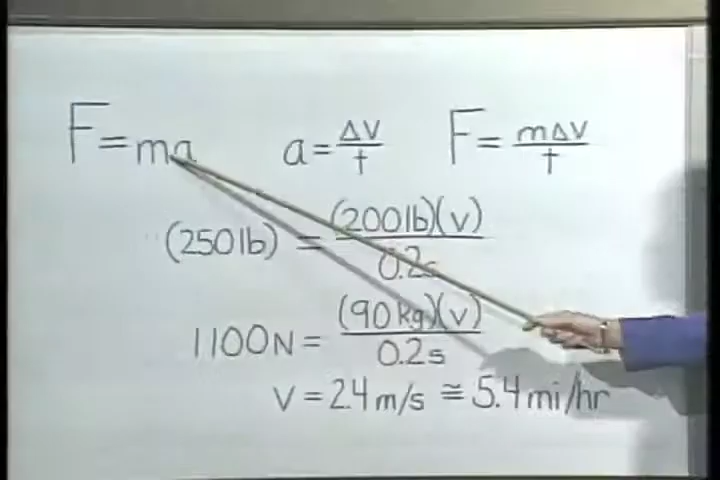 F=ma a=ΔV/t F=mΔV/t
(250lb) = (200lb)(v)/0.2s
1100N = (90kg)(v)/0.2s
V = 2.4m/s ≅ 5.4mi/hr